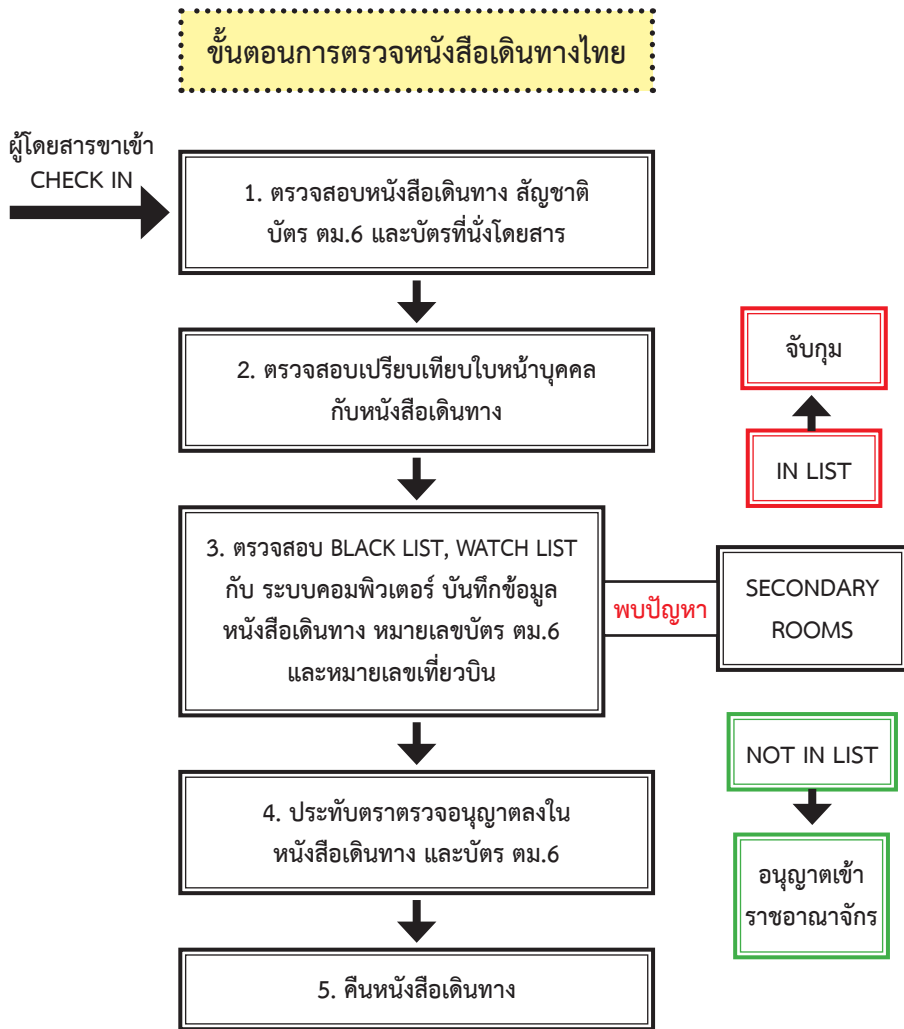 ขั้นตอนการตรวจหนังสือเดินทางไทย
ผู้โดยสารขาเข้า
CHECK IN
1. ตรวจสอบหนังสือเดินทาง สัญชาติ
บัตร ตม.6 และบัตรที่นั่งโดยสาร
2. ตรวจสอบเปรียบเทียบใบหน้าบุคคล
กับหนังสือเดินทาง
จับกุม
IN LIST
3. ตรวจสอบ BLACK LIST, WATCH LIST
กับ ระบบคอมพิวเตอร์ บันทึกข้อมูล
หนังสือเดินทาง หมายเลขบัตร ตม.6
และหมายเลขเที่ยวบิน
พบปัญหา
SECONDARY
ROOMS
NOT IN LIST
4. ประทับตราตรวจอนุญาตลงใน
หนังสือเดินทาง และบัตร ตม.6
อนุญาตเข้า
ราชอาณาจักร
5. คืนหนังสือเดินทาง